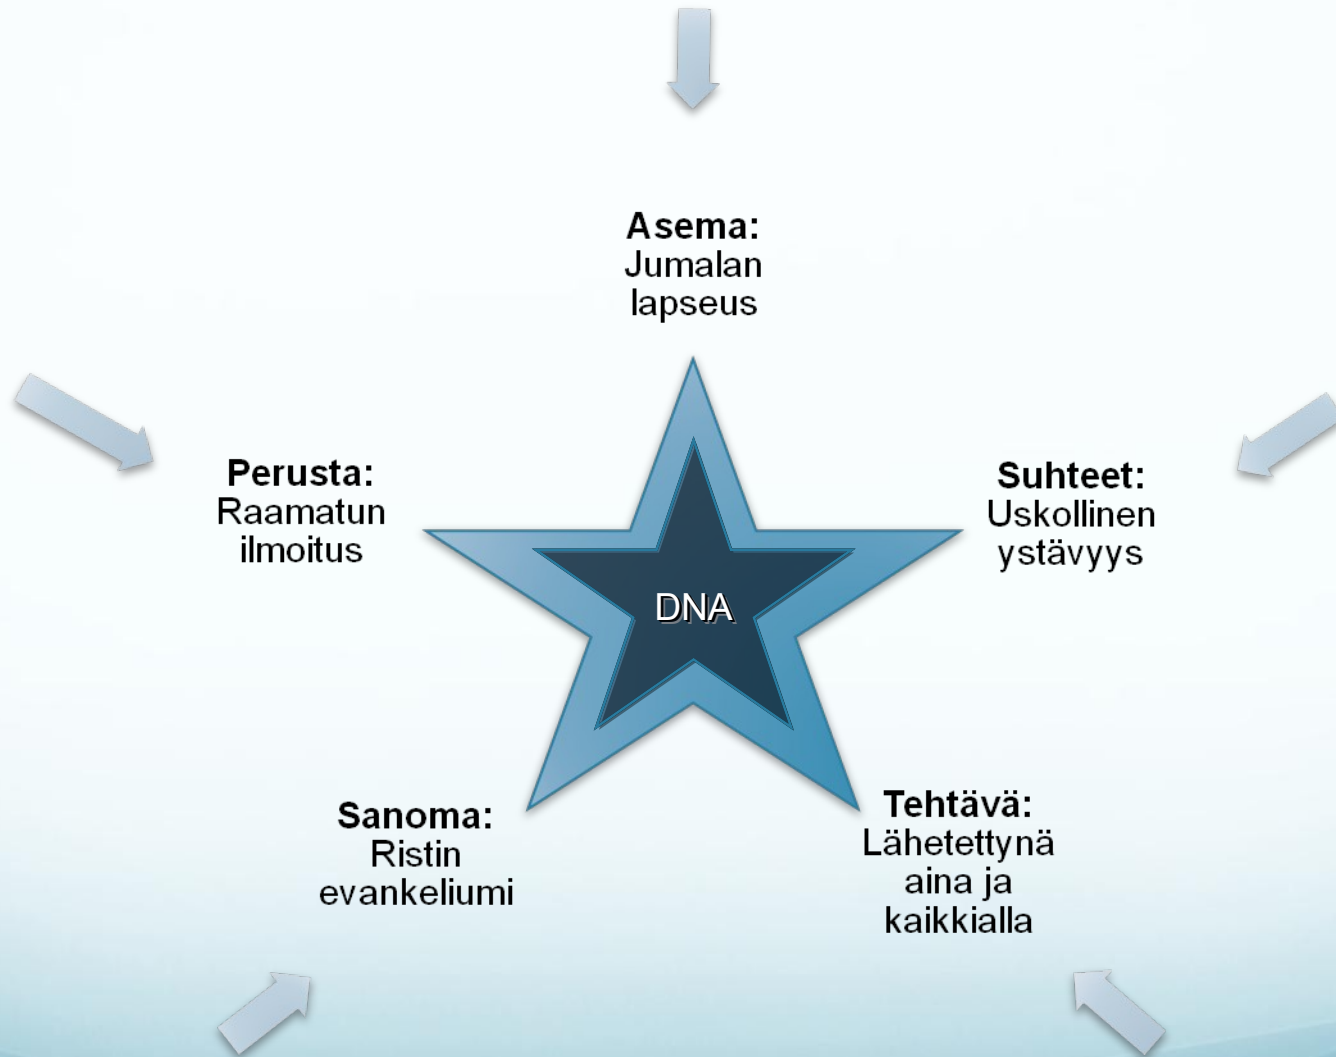 Asema:
Jumalan
lapseus
Perusta:
Raamatun
ilmoitus
Suhteet:
Uskollinen
ystävyys
DNA
Sanoma:
Ristin
evankeliumi
Tehtävä:
Lähetettynä
aina ja
kaikkialla